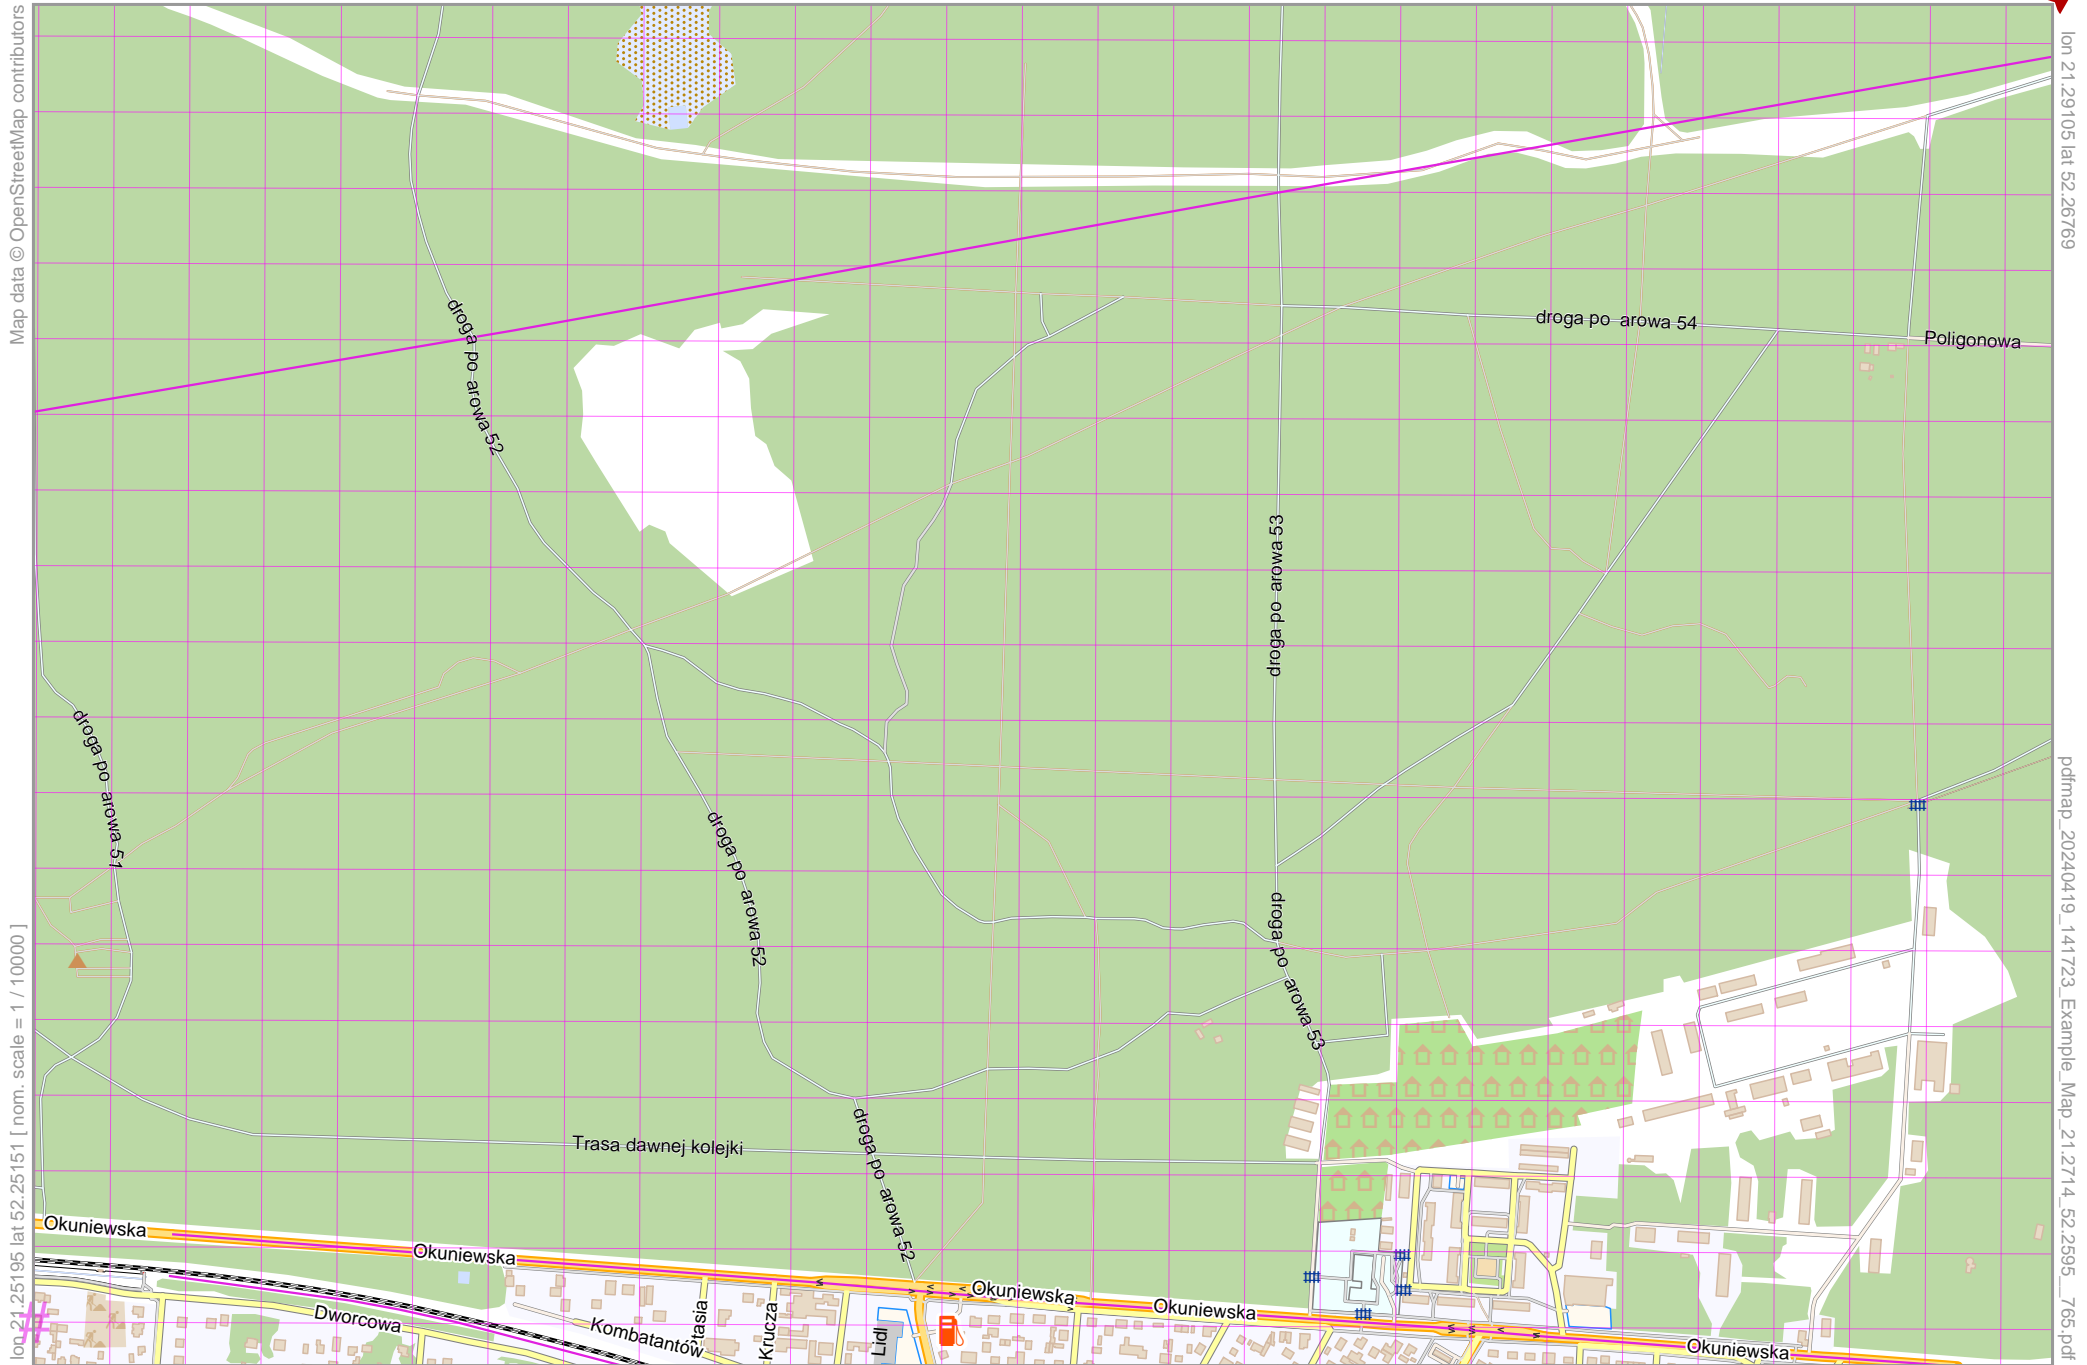 Map data © OpenStreetMap contributors
lon 21.29105 lat 52.26769
droga po arowa 52
droga po arowa 54
Poligonowa
droga po arowa 53
droga po arowa 51
droga po arowa 52
droga po arowa 53
Trasa dawnej kolejki
droga po arowa 52
Okuniewska
Okuniewska
Okuniewska
Okuniewska
Okuniewska
Dworcowa
Kombatantów
stasia
Krucza
Lidl
#
lon 21.25195 lat 52.25151 [ nom. scale = 1 / 10000 ]
pdfmap_20240419_141723_Example_Map_21.2714_52.2595__765.pdf